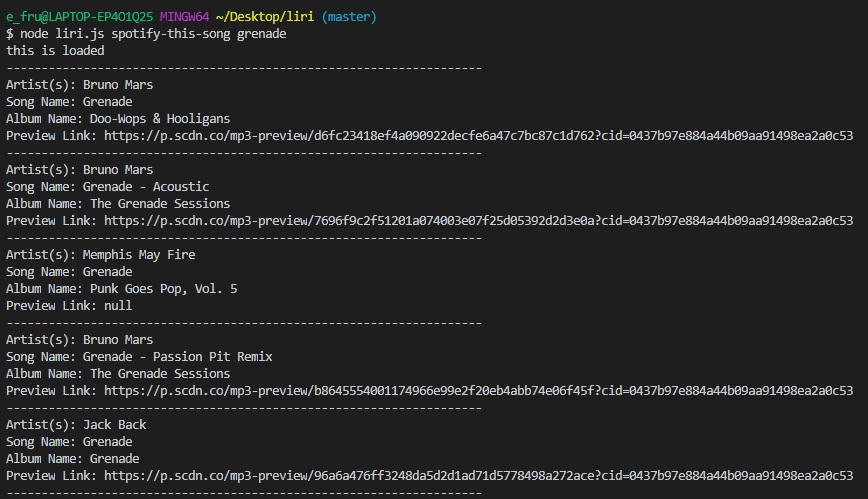 e_fru@LAPTOP-EP4O1Q25 MINGW64 ~/Desktop/liri (master)
$ node liri.js spotify-this-song grenade
this is loaded
--------------------------------------------------------------------
Artist(s): Bruno Mars
Song Name: Grenade
Album Name: Doo-Wops & Hooligans
Preview Link: https://p.scdn.co/mp3-preview/d6fc23418ef4a090922decfe6a47c7bc87c1d762?cid=0437b97e884a44b09aa91498ea2a0c53
--------------------------------------------------------------------
Artist(s): Bruno Mars
Song Name: Grenade - Acoustic
Album Name: The Grenade Sessions
Preview Link: https://p.scdn.co/mp3-preview/7696f9c2f51201a074003e07f25d05392d2d3e0a?cid=0437b97e884a44b09aa91498ea2a0c53
--------------------------------------------------------------------
Artist(s): Memphis May Fire
Song Name: Grenade
Album Name: Punk Goes Pop, Vol. 5
Preview Link: null
--------------------------------------------------------------------
Artist(s): Bruno Mars
Song Name: Grenade - Passion Pit Remix
Album Name: The Grenade Sessions
Preview Link: https://p.scdn.co/mp3-preview/b8645554001174966e99e2f20eb4abb74e06f45f?cid=0437b97e884a44b09aa91498ea2a0c53
--------------------------------------------------------------------
Artist(s): Jack Back
Song Name: Grenade
Album Name: Grenade
Preview Link: https://p.scdn.co/mp3-preview/96a6a476ff3248da5d2d1ad71d5778498a272ace?cid=0437b97e884a44b09aa91498ea2a0c53
--------------------------------------------------------------------